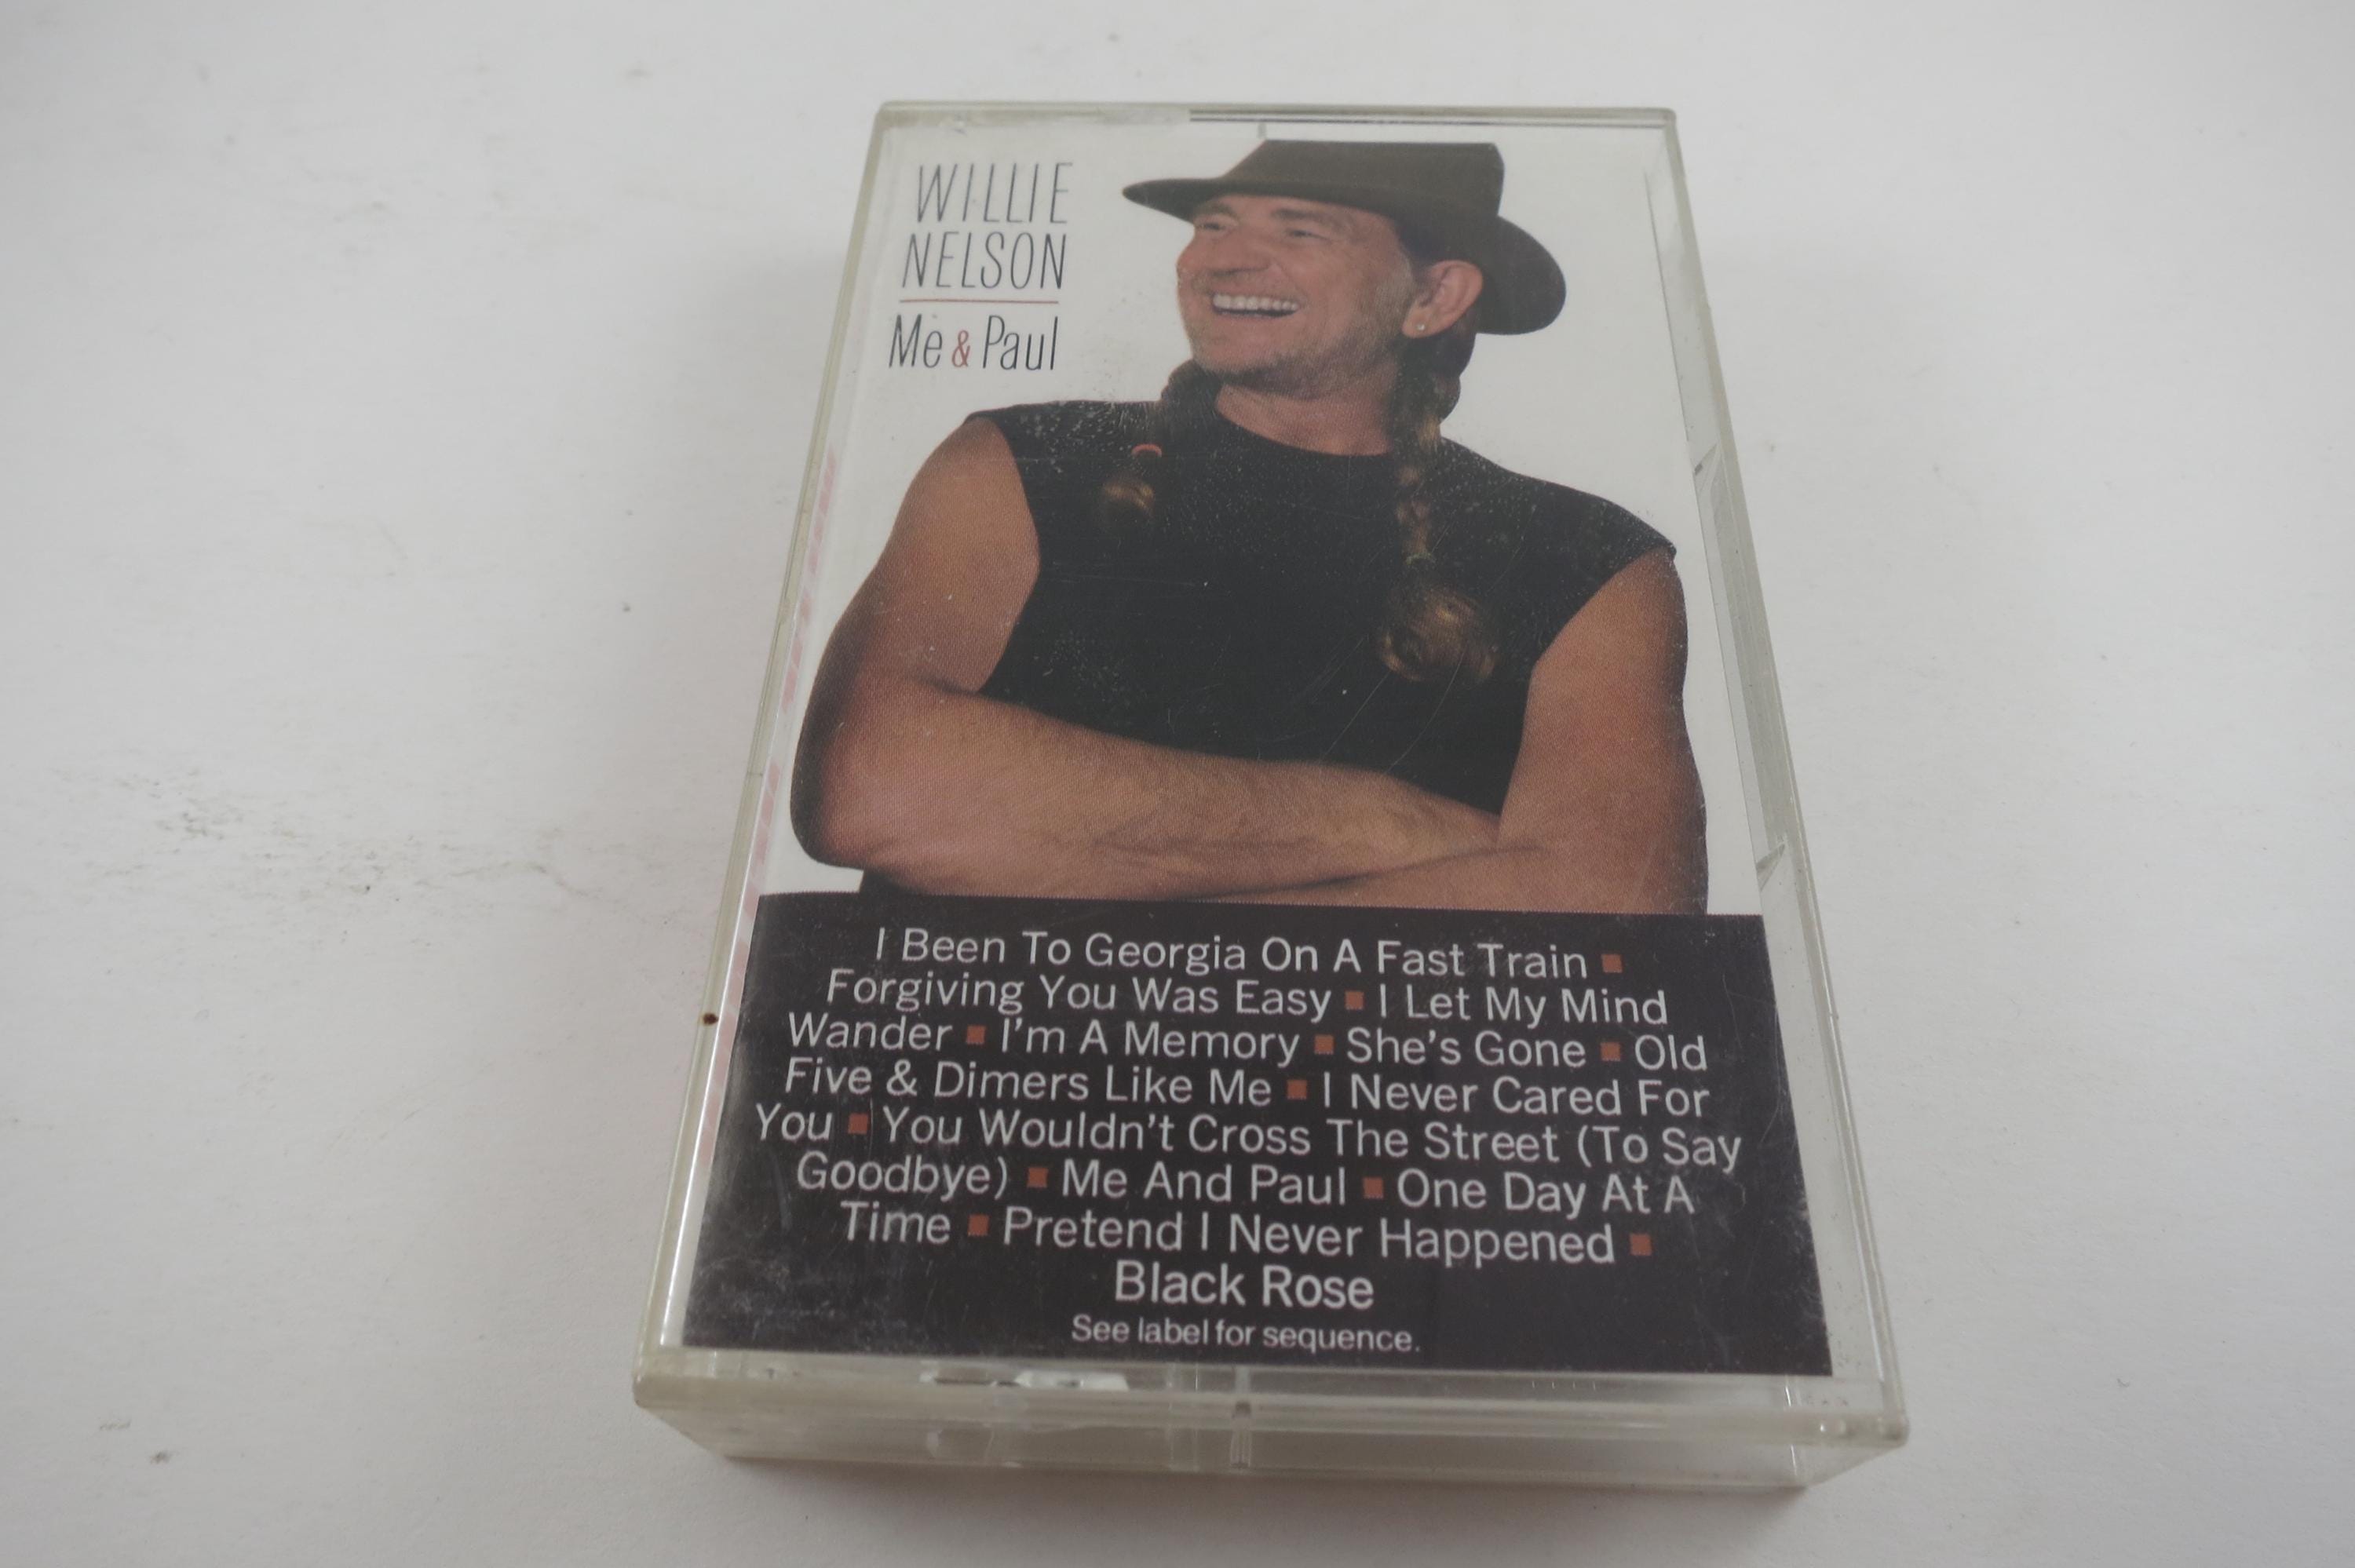 WILLIE
NELSON
Me & Paul
I Been To Georgia On A Fast Train ■
Forgiving You Was Easy ■ I Let My Mind
Wander ■ I'm A Memory ■ She's Gone ■ Old
Five & Dimers Like Me ■ I Never Cared For
You ■ You Wouldn't Cross The Street (To Say
Goodbye) ■ Me And Paul ■ One Day At A
Time ■ Pretend I Never Happened ■
Black Rose
See label for sequence.